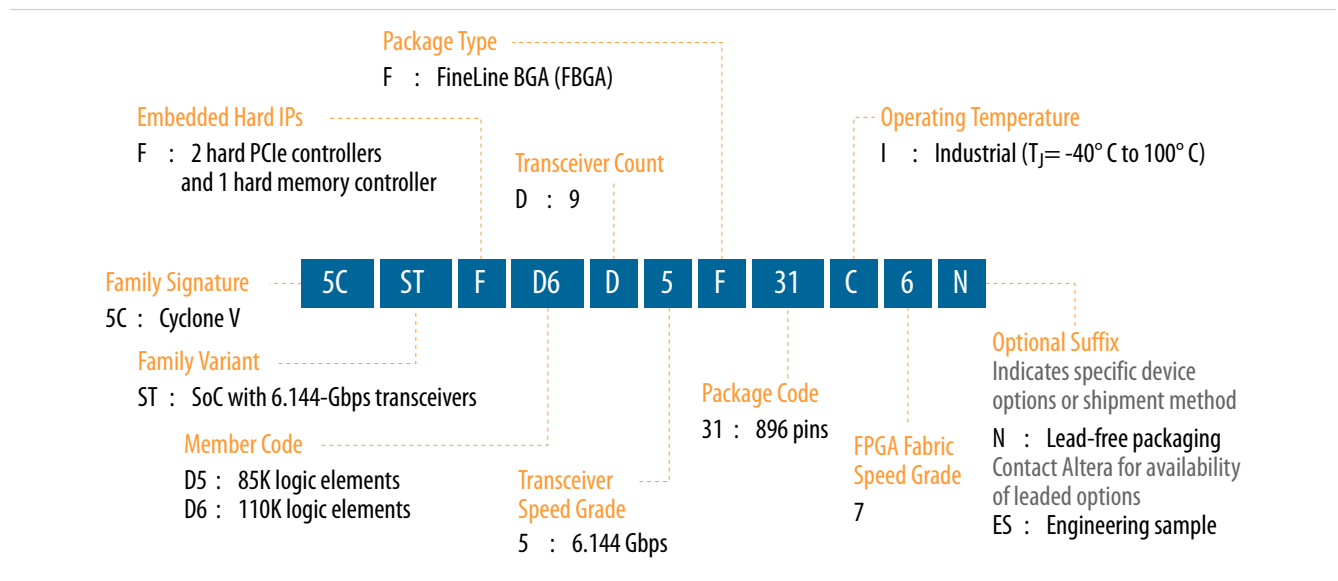 Package Type
F : FineLine BGA (FBGA)
Embedded Hard IPs
F : 2 hard PCIe controllers
and 1 hard memory controller
Transceiver Count
D : 9
Operating Temperature
I : Industrial (TJ= -40° C to 100° C)
Family Signature
5C : Cyclone V
5C ST F D6 D 5 F 31 C 6 N
Family Variant
ST : SoC with 6.144-Gbps transceivers
Member Code
D5 : 85K logic elements
D6 : 110K logic elements
Transceiver
Speed Grade
5 : 6.144 Gbps
Package Code
31 : 896 pins
FPGA Fabric
Speed Grade
7
Optional Suffix
Indicates specific device
options or shipment method
N : Lead-free packaging
Contact Altera for availability
of leaded options
ES : Engineering sample